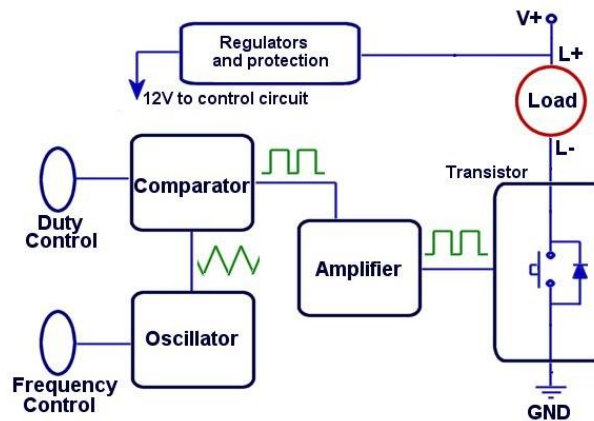 V+
Regulators
and protection
L+
12V to control circuit
Load
L-
Transistor
Comparator
Duty
Control
Amplifier
Oscillator
Frequency
Control
GND